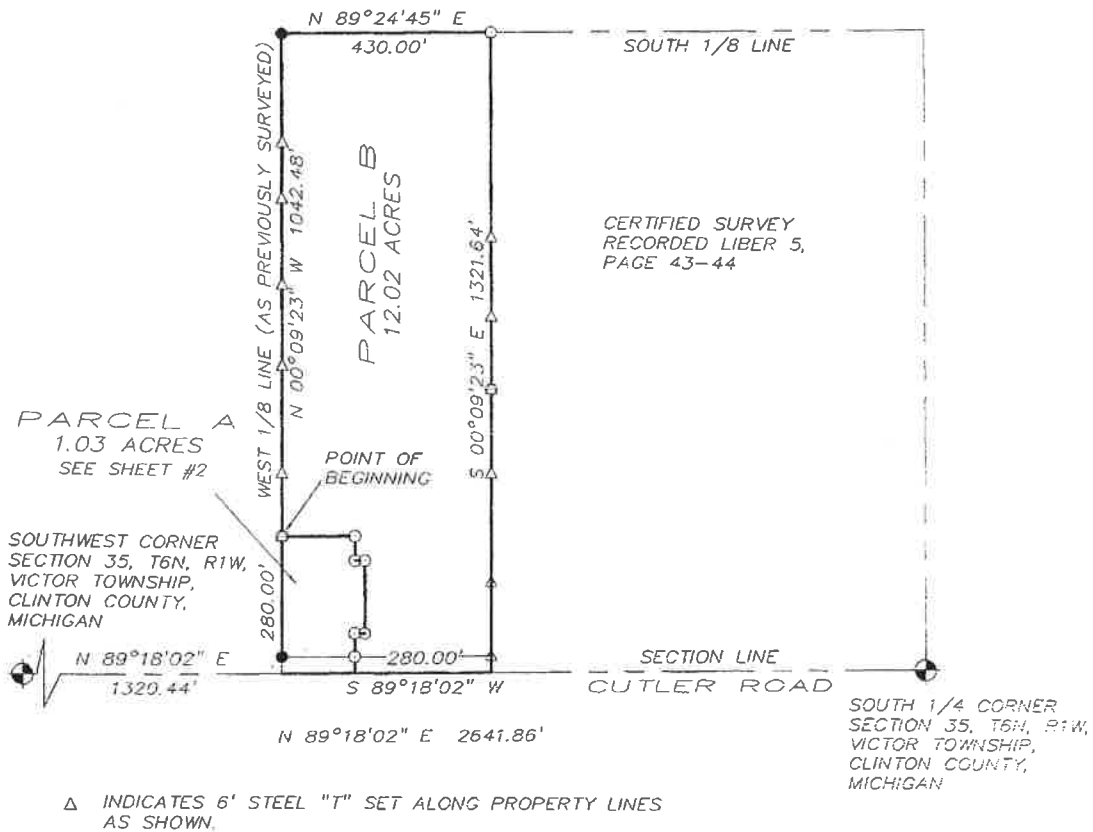 N 89°24'45" E
430.00'
SOUTH 1/8 LINE
WEST 1/8 LINE (AS PREVIOUSLY SURVEYED)
N 00°09'23" W 1042.48'
PARCEL B
12.02 ACRES
S 00°09'23" E 1321.64'
CERTIFIED SURVEY
RECORDED LIBER 5,
PAGE 43-44
PARCEL A
1.03 ACRES
SEE SHEET #2
POINT OF
BEGINNING
SOUTHWEST CORNER
SECTION 35, T6N, R1W,
VICTOR TOWNSHIP,
CLINTON COUNTY,
MICHIGAN
280.00'
N 89°18'02" E
1320.44'
280.00'
S 89°18'02" W
SECTION LINE
CUTLER ROAD
N 89°18'02" E 2641.86'
SOUTH 1/4 CORNER
SECTION 35, T6N, R1W,
VICTOR TOWNSHIP,
CLINTON COUNTY,
MICHIGAN
INDICATES 6' STEEL "T" SET ALONG PROPERTY LINES
AS SHOWN.